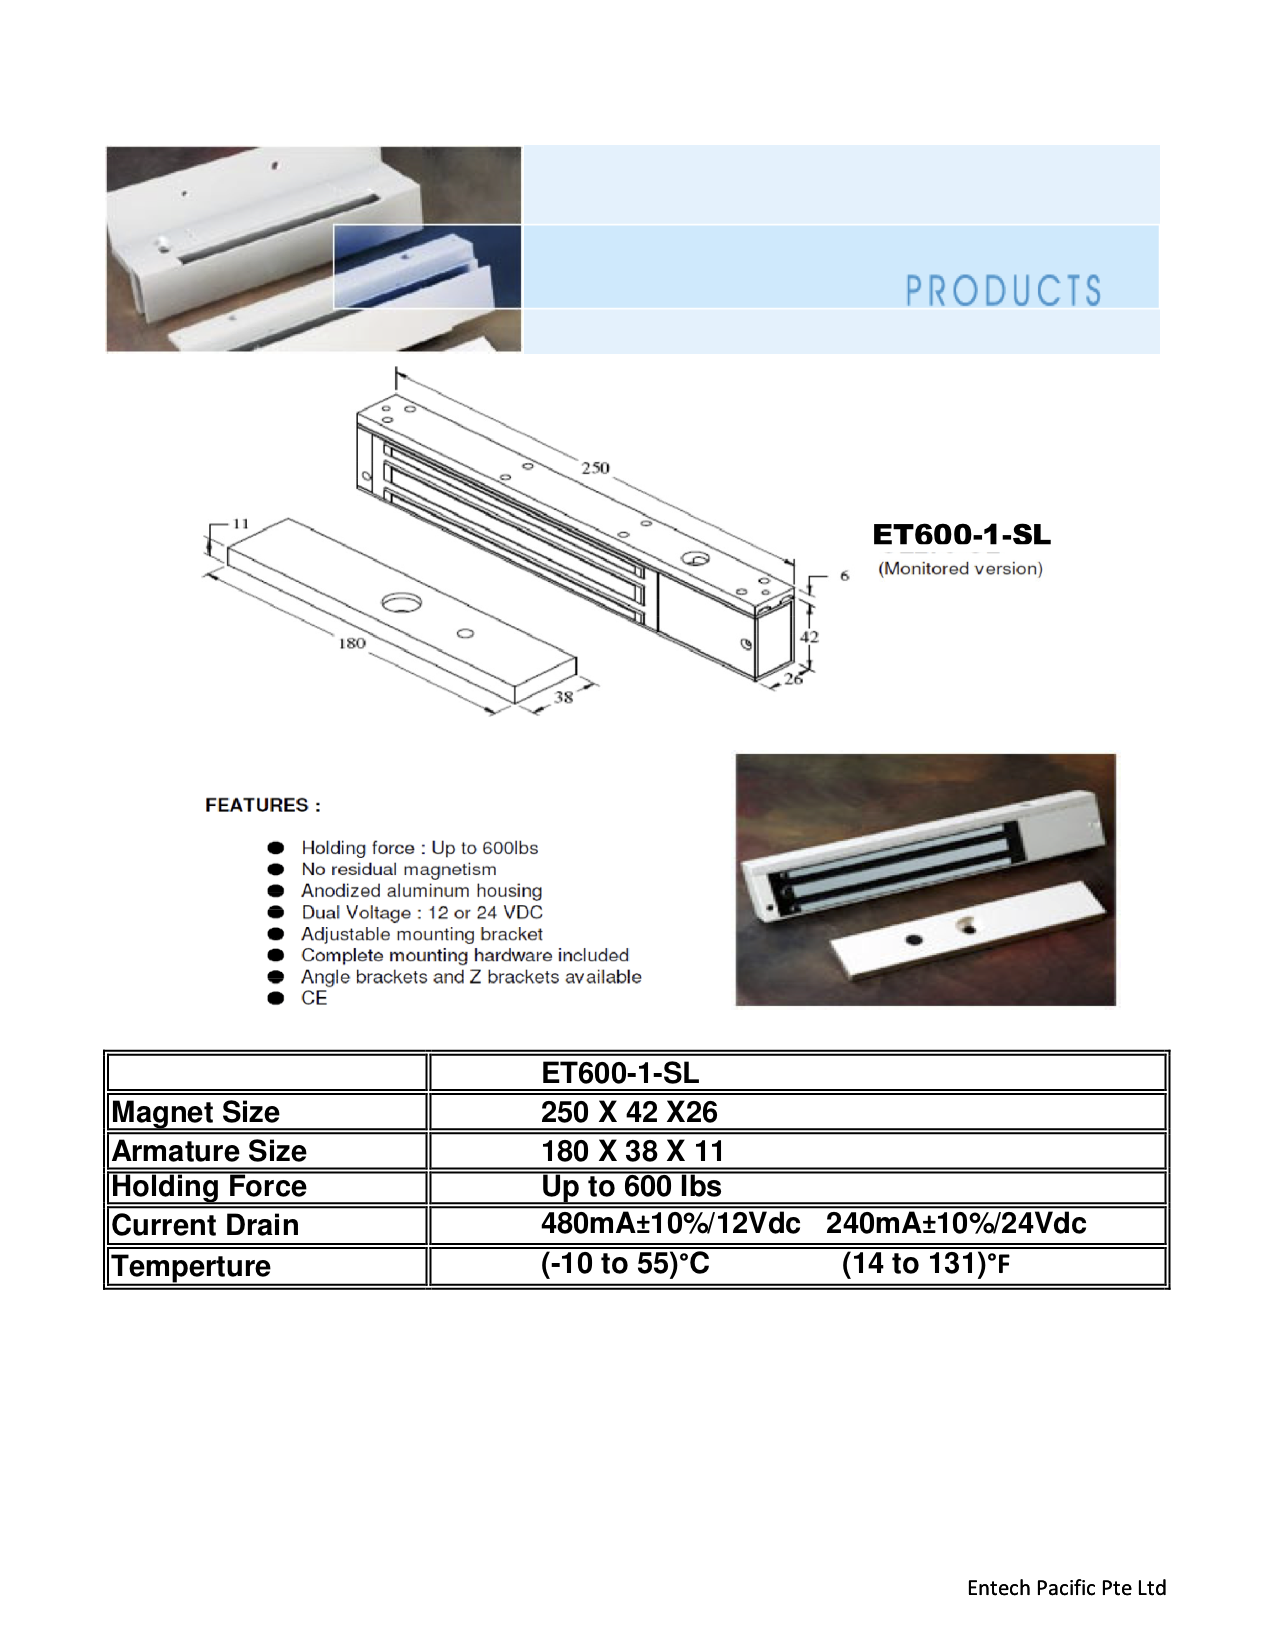 PRODUCTS
250
11
ET600-1-SL
(Monitored version)
6
42
180
26
38
FEATURES :
● Holding force : Up to 600lbs
● No residual magnetism
● Anodized aluminum housing
● Dual Voltage : 12 or 24 VDC
● Adjustable mounting bracket
● Complete mounting hardware included
● Angle brackets and Z brackets available
● CE
ET600-1-SL
Magnet Size 250 X 42 X26
Armature Size 180 X 38 X 11
Holding Force Up to 600 lbs
Current Drain 480mA±10%/12Vdc 240mA±10%/24Vdc
Temperture (-10 to 55)°C (14 to 131)°F
Entech Pacific Pte Ltd